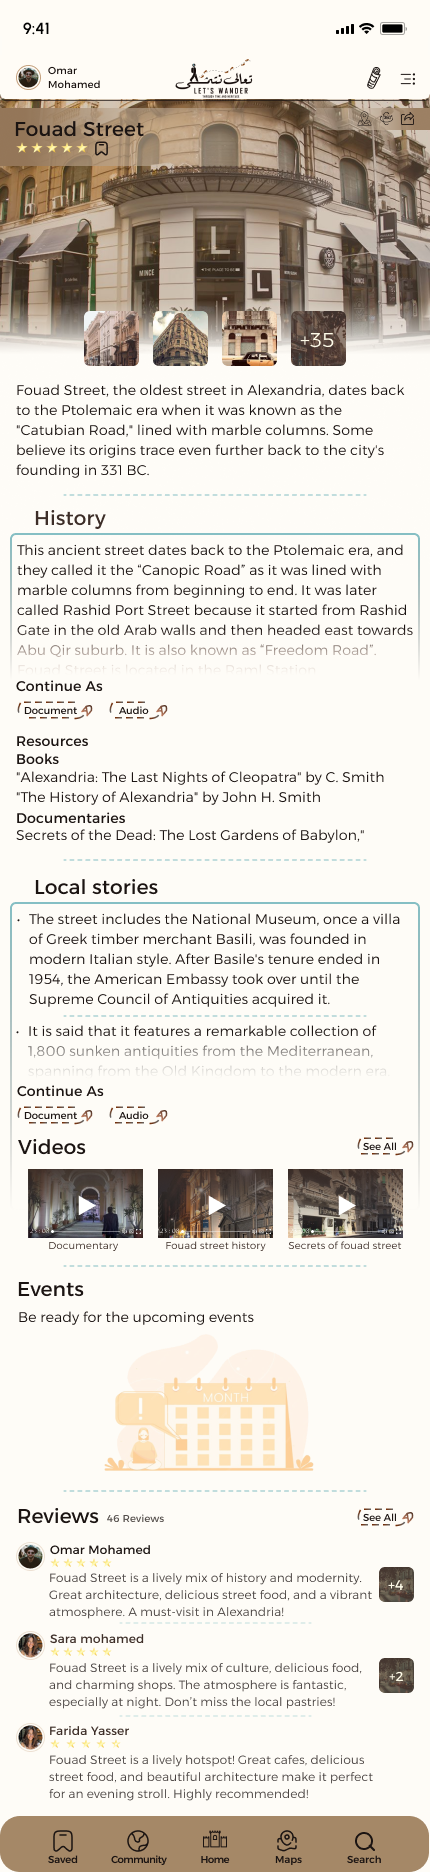 9:41
Omar
Mohamed
تعالى نتمشى
LET'S WANDER
Fouad Street
L
MINCE
THE PLACE TO BE
L
MINCE
+35
Fouad Street, the oldest street in Alexandria, dates back
to the Ptolemaic era when it was known as the
"Catubian Road," lined with marble columns. Some
believe its origins trace even further back to the city's
founding in 331 BC.
History
This ancient street dates back to the Ptolemaic era, and
they called it the “Canopic Road” as it was lined with
marble columns from beginning to end. It was later
called Rashid Port Street because it started from Rashid
Gate in the old Arab walls and then headed east towards
Abu Qir suburb. It is also known as “Freedom Road”.
Fouad Street is located in the Raml Station
Continue As
Document
Audio
Resources
Books
"Alexandria: The Last Nights of Cleopatra" by C. Smith
"The History of Alexandria" by John H. Smith
Documentaries
Secrets of the Dead: The Lost Gardens of Babylon,"
Local stories
• The street includes the National Museum, once a villa
of Greek timber merchant Basili, was founded in
modern Italian style. After Basile's tenure ended in
1954, the American Embassy took over until the
Supreme Council of Antiquities acquired it.
• It is said that it features a remarkable collection of
1,800 sunken antiquities from the Mediterranean,
spanning from the Old Kingdom to the modern era.
Continue As
Document
Audio
Videos
See All
Documentary
Fouad street history
Secrets of fouad street
Events
Be ready for the upcoming events
MONTH
!
Reviews 46 Reviews
See All
Omar Mohamed
Fouad Street is a lively mix of history and modernity.
Great architecture, delicious street food, and a vibrant
atmosphere. A must-visit in Alexandria!
+4
Sara mohamed
Fouad Street is a lively mix of culture, delicious food,
and charming shops. The atmosphere is fantastic,
especially at night. Don’t miss the local pastries!
+2
Farida Yasser
Fouad Street is a lively hotspot! Great cafes, delicious
street food, and beautiful architecture make it perfect
for an evening stroll. Highly recommended!
Saved
Community
Home
Maps
Search